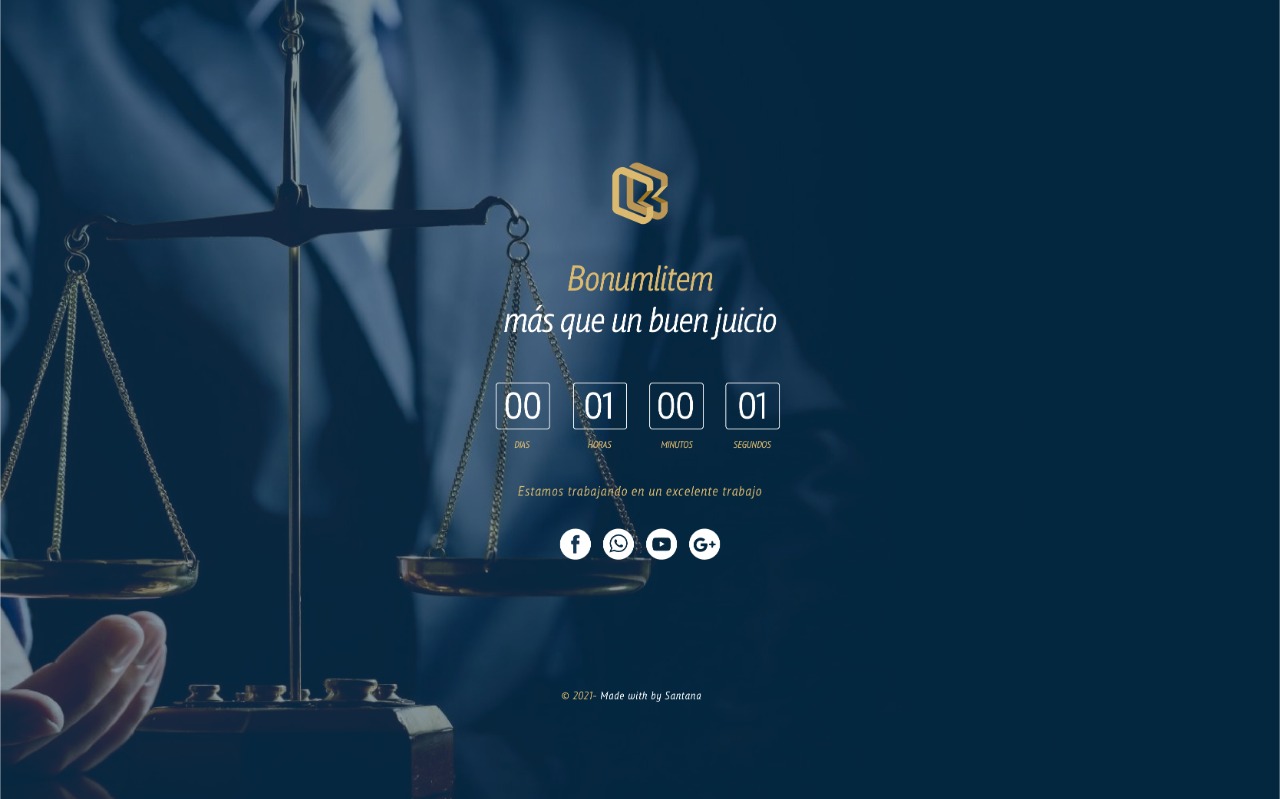 Bonumlitem
más que un buen juicio
00 01 00 01
DIAS HORAS MINUTOS SEGUNDOS
Estamos trabajando en un excelente trabajo
© 2021- Made with by Santana